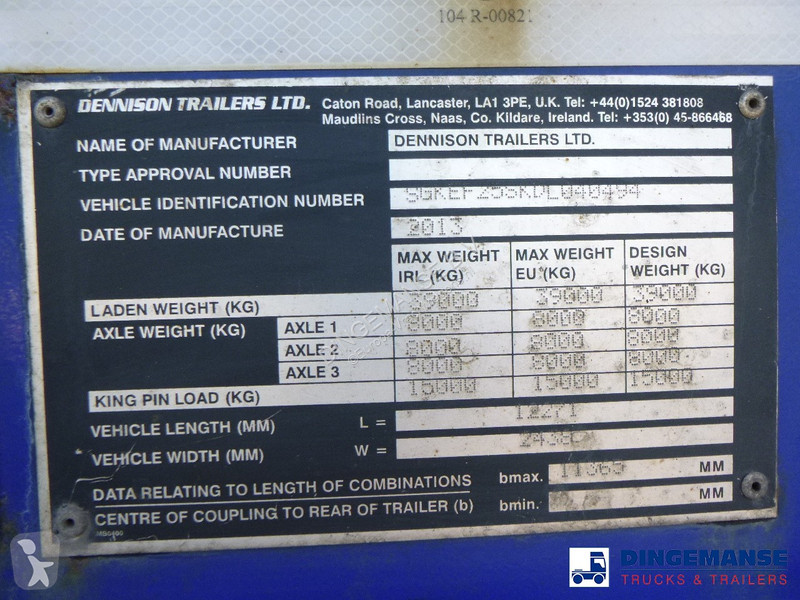 104 R-00821
DENNISON TRAILERS LTD. Caton Road, Lancaster, LA1 3PE, U.K. Tel: +44(0)1524 381808
Maudlins Cross, Naas, Co. Kildare, Ireland. Tel: +353(0) 45-866468
NAME OF MANUFACTURER DENNISON TRAILERS LTD.
TYPE APPROVAL NUMBER
VEHICLE IDENTIFICATION NUMBER SGKEF25SKDL040494
DATE OF MANUFACTURE 2013
MAX WEIGHT IRL (KG) MAX WEIGHT EU (KG) DESIGN WEIGHT (KG)
LADEN WEIGHT (KG) 39000 39000 39000
AXLE WEIGHT (KG) AXLE 1 8000 8000 8000
AXLE 2 8000 8000 8000
AXLE 3 8000 8000 8000
KING PIN LOAD (KG) 15000 15000 15000
VEHICLE LENGTH (MM) L = 12271
VEHICLE WIDTH (MM) W = 2438
DATA RELATING TO LENGTH OF COMBINATIONS bmax. 11365 MM
CENTRE OF COUPLING TO REAR OF TRAILER (b) bmin. MM
DINGEMANSE
TRUCKS & TRAILERS